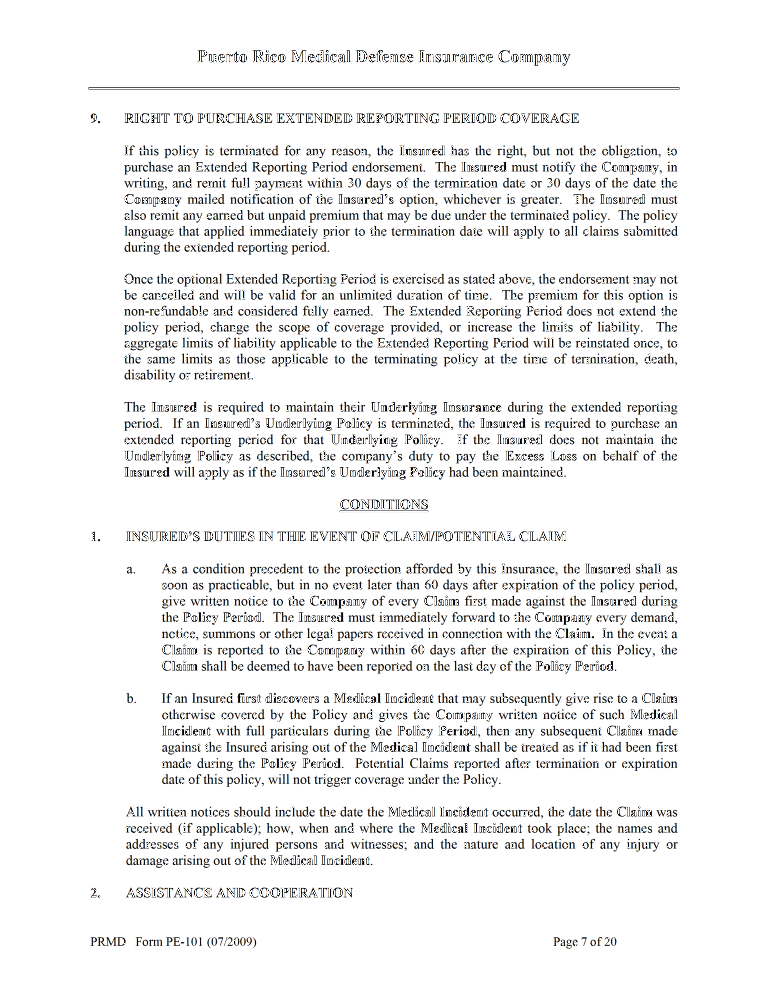 Puerto Rico Medical Defense Insurance Company
9. RIGHT TO PURCHASE EXTENDED REPORTING PERIOD COVERAGE
If this policy is terminated for any reason, the Insured has the right, but not the obligation, to
purchase an Extended Reporting Period endorsement. The Insured must notify the Company, in
writing, and remit full payment within 30 days of the termination date or 30 days of the date the
Company mailed notification of the Insured's option, whichever is greater. The Insured must
also remit any earned but unpaid premium that may be due under the terminated policy. The policy
language that applied immediately prior to the termination date will apply to all claims submitted
during the extended reporting period.
Once the optional Extended Reporting Period is exercised as stated above, the endorsement may not
be cancelled and will be valid for an unlimited duration of time. The premium for this option is
non-refundable and considered fully earned. The Extended Reporting Period does not extend the
policy period, change the scope of coverage provided, or increase the limits of liability. The
aggregate limits of liability applicable to the Extended Reporting Period will be reinstated once, to
the same limits as those applicable to the terminating policy at the time of termination, death,
disability or retirement.
The Insured is required to maintain their Underlying Insurance during the extended reporting
period. If an Insured's Underlying Policy is terminated, the Insured is required to purchase an
extended reporting period for that Underlying Policy. If the Insured does not maintain the
Underlying Policy as described, the company's duty to pay the Excess Loss on behalf of the
Insured will apply as if the Insured's Underlying Policy had been maintained.
CONDITIONS
1. INSURED'S DUTIES IN THE EVENT OF CLAIM/POTENTIAL CLAIM
a. As a condition precedent to the protection afforded by this Insurance, the Insured shall as
soon as practicable, but in no event later than 60 days after expiration of the policy period,
give written notice to the Company of every Claim first made against the Insured during
the Policy Period. The Insured must immediately forward to the Company every demand,
notice, summons or other legal papers received in connection with the Claim. In the event a
Claim is reported to the Company within 60 days after the expiration of this Policy, the
Claim shall be deemed to have been reported on the last day of the Policy Period.
b. If an Insured first discovers a Medical Incident that may subsequently give rise to a Claim
otherwise covered by the Policy and gives the Company written notice of such Medical
Incident with full particulars during the Policy Period, then any subsequent Claim made
against the Insured arising out of the Medical Incident shall be treated as if it had been first
made during the Policy Period. Potential Claims reported after termination or expiration
date of this policy, will not trigger coverage under the Policy.
All written notices should include the date the Medical Incident occurred, the date the Claim was
received (if applicable); how, when and where the Medical Incident took place; the names and
addresses of any injured persons and witnesses; and the nature and location of any injury or
damage arising out of the Medical Incident.
2. ASSISTANCE AND COOPERATION
PRMD Form PE-101 (07/2009) Page 7 of 20